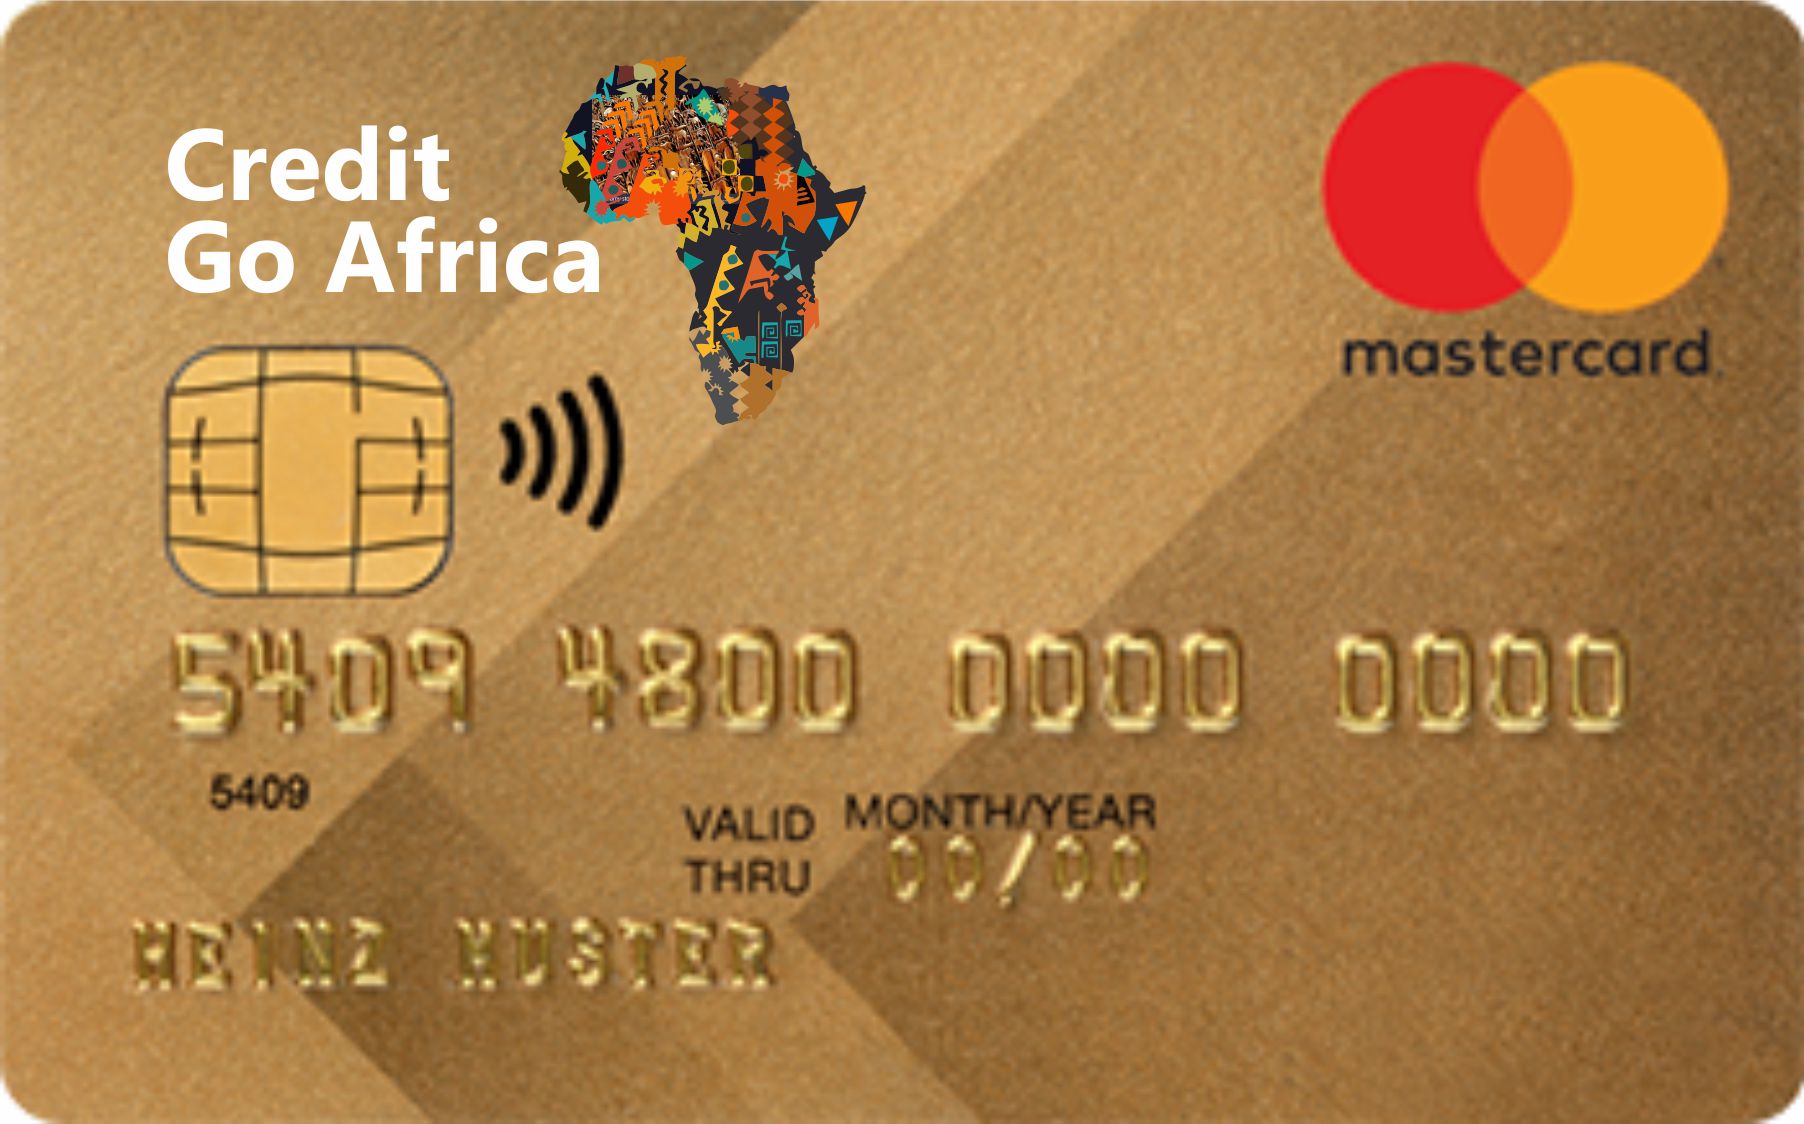 Credit
Go Africa
mastercard
5409 4800 0000 0000
5409
VALID
THRU
MONTH/YEAR
00/00
HEINZ MUSTER